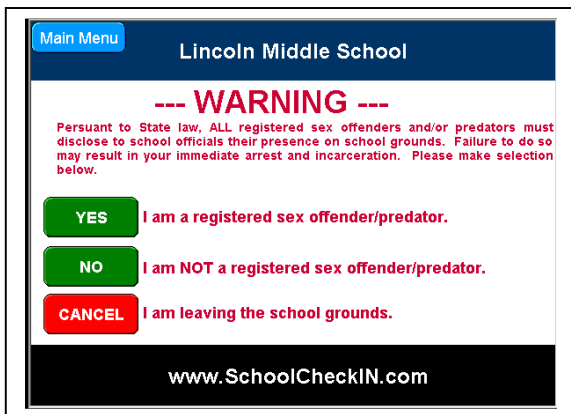 Main Menu
Lincoln Middle School
--- WARNING ---
Persuant to State law, ALL registered sex offenders and/or predators must
disclose to school officials their presence on school grounds. Failure to do so
may result in your immediate arrest and incarceration. Please make selection
below.
YES I am a registered sex offender/predator.
NO I am NOT a registered sex offender/predator.
CANCEL I am leaving the school grounds.
www.SchoolCheckIN.com